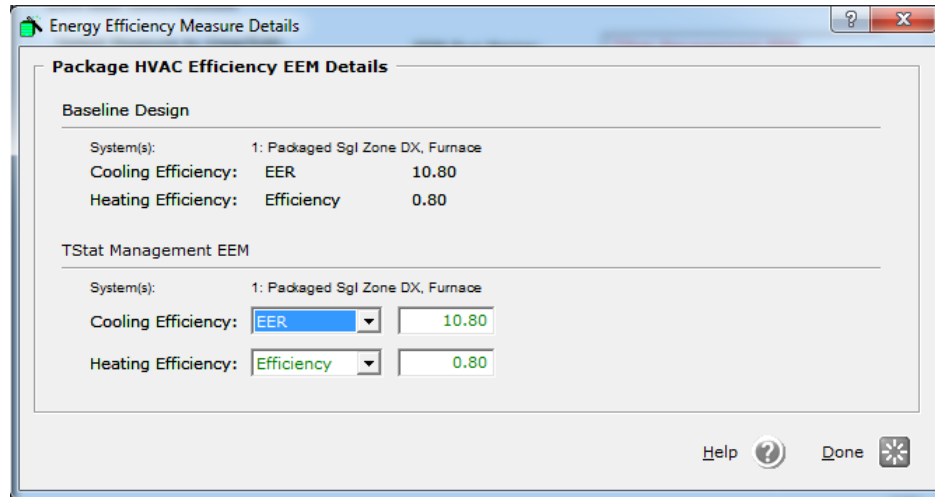 Energy Efficiency Measure Details
? X
Package HVAC Efficiency EEM Details
Baseline Design
System(s): 1: Packaged Sgl Zone DX, Furnace
Cooling Efficiency: EER 10.80
Heating Efficiency: Efficiency 0.80
TStat Management EEM
System(s): 1: Packaged Sgl Zone DX, Furnace
Cooling Efficiency: EER 10.80
Heating Efficiency: Efficiency 0.80
Help ? Done